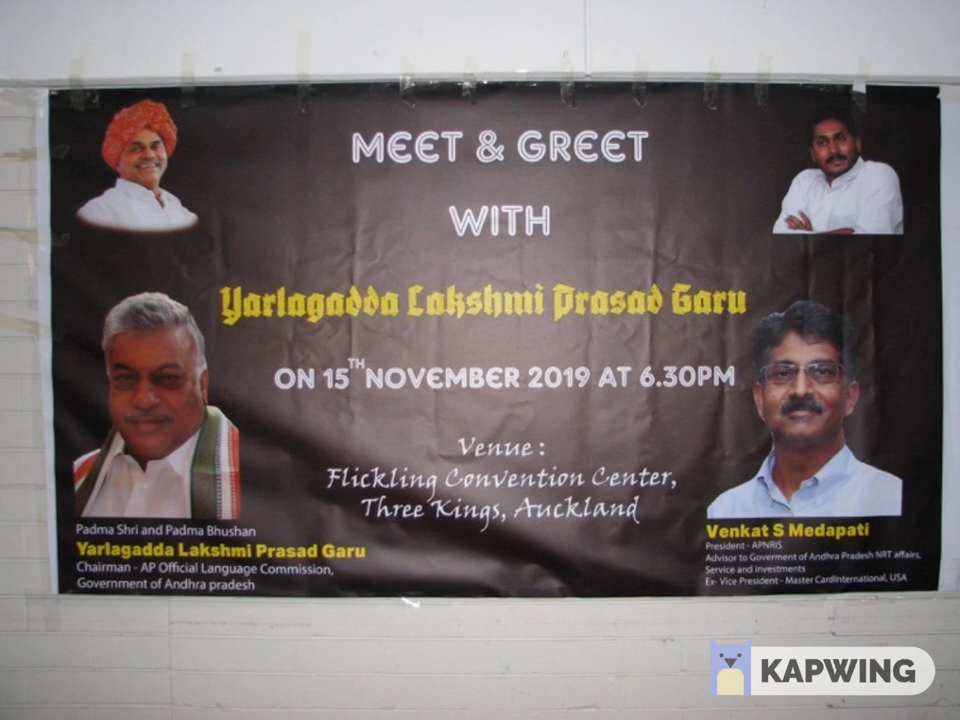 MEET & GREET
WITH
Yarlagadda Lakshmi Prasad Garu
ON 15TH NOVEMBER 2019 AT 6.30PM
Venue :
Flickling Convention Center,
Three Kings, Auckland
Padma Shri and Padma Bhushan
Yarlagadda Lakshmi Prasad Garu
Chairman - AP Official Language Commission,
Government of Andhra pradesh
Venkat S Medapati
President - APNRIS
Advisor to Goverment of Andhra Pradesh NRT affairs,
Service and investments
Ex- Vice President - Master CardInternational, USA
KAPWING